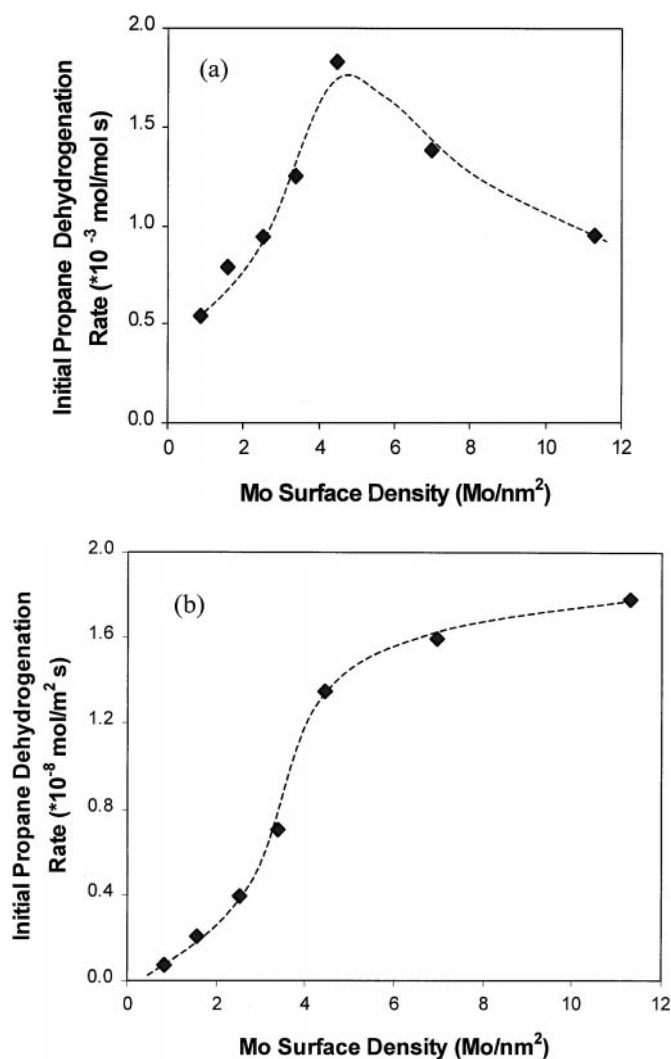 (a)
2.0
1.5
1.0
0.5
0.0
0 2 4 6 8 10 12
Initial Propane Dehydrogenation
Rate (*10⁻³ mol/mol s)
Mo Surface Density (Mo/nm²)
(b)
2.0
1.6
1.2
0.8
0.4
0.0
0 2 4 6 8 10 12
Initial Propane Dehydrogenation
Rate (*10⁻⁸ mol/m² s)
Mo Surface Density (Mo/nm²)